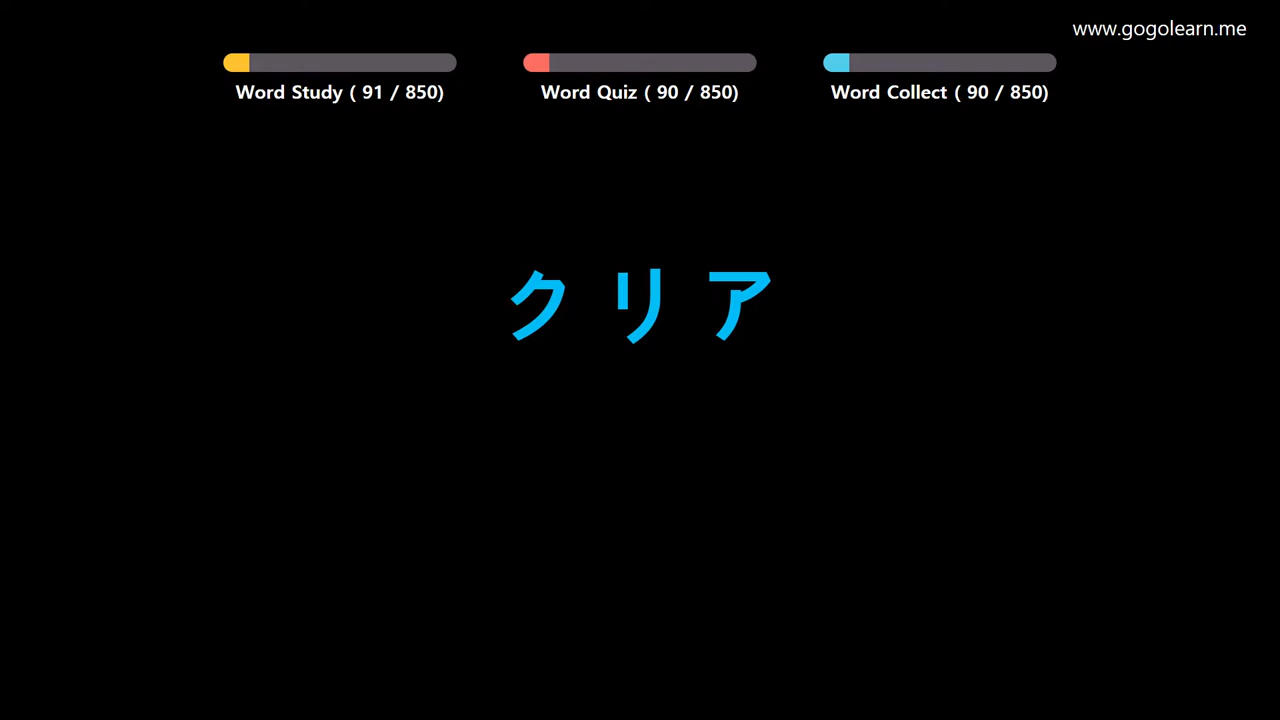 www.gogolearn.me
Word Study ( 91 / 850)
Word Quiz ( 90 / 850)
Word Collect ( 90 / 850)
クリア